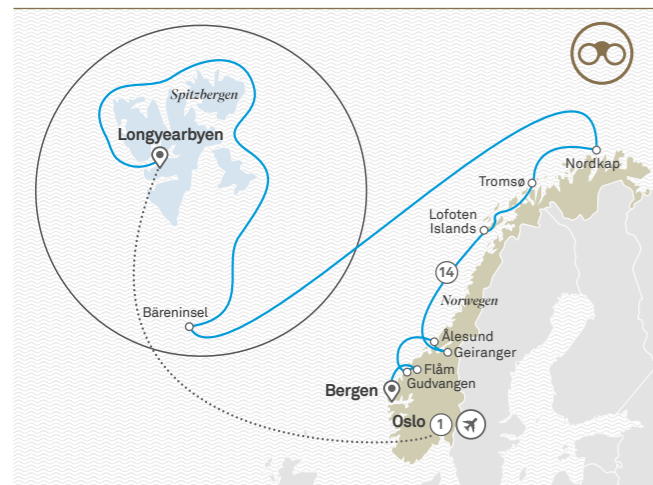 Spitzbergen
Longyearbyen
Nordkap
Tromsø
Lofoten
Islands
14
Norwegen
Bäreninsel
Ålesund
Geiranger
Flåm
Gudvangen
Bergen
Oslo 1